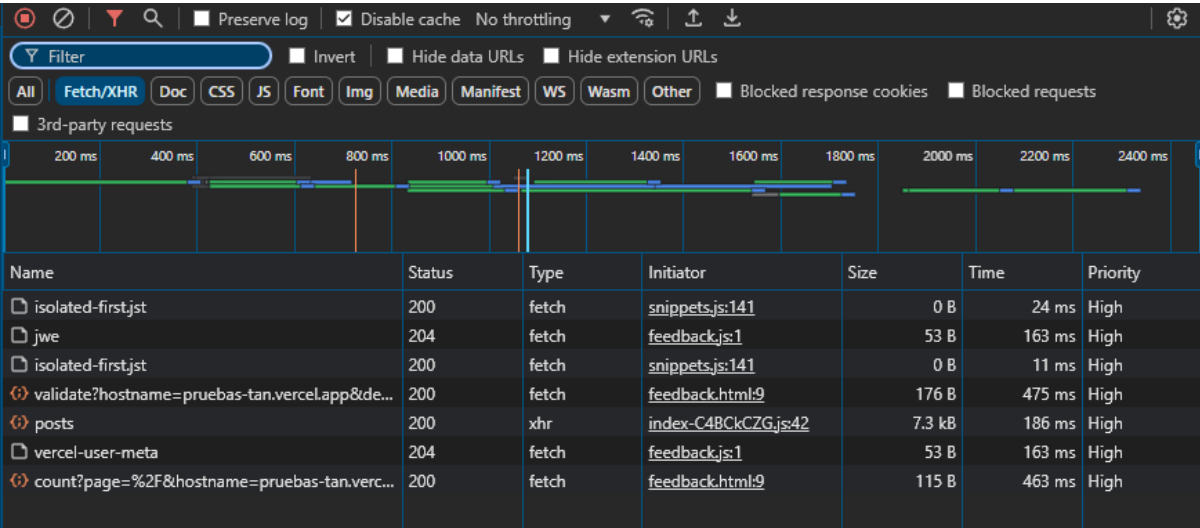 Preserve log Disable cache No throttling
Filter Invert Hide data URLs Hide extension URLs
All Fetch/XHR Doc CSS JS Font Img Media Manifest WS Wasm Other Blocked response cookies Blocked requests
3rd-party requests
200 ms 400 ms 600 ms 800 ms 1000 ms 1200 ms 1400 ms 1600 ms 1800 ms 2000 ms 2200 ms 2400 ms
Name Status Type Initiator Size Time Priority
isolated-first.jst 200 fetch snippets.js:141 0 B 24 ms High
jwe 204 fetch feedback.js:1 53 B 163 ms High
isolated-first.jst 200 fetch snippets.js:141 0 B 11 ms High
validate?hostname=pruebas-tan.vercel.app&de... 200 fetch feedback.html:9 176 B 475 ms High
posts 200 xhr index-C4BCkCZG.js:42 7.3 kB 186 ms High
vercel-user-meta 204 fetch feedback.js:1 53 B 163 ms High
count?page=%2F&hostname=pruebas-tan.verc... 200 fetch feedback.html:9 115 B 463 ms High